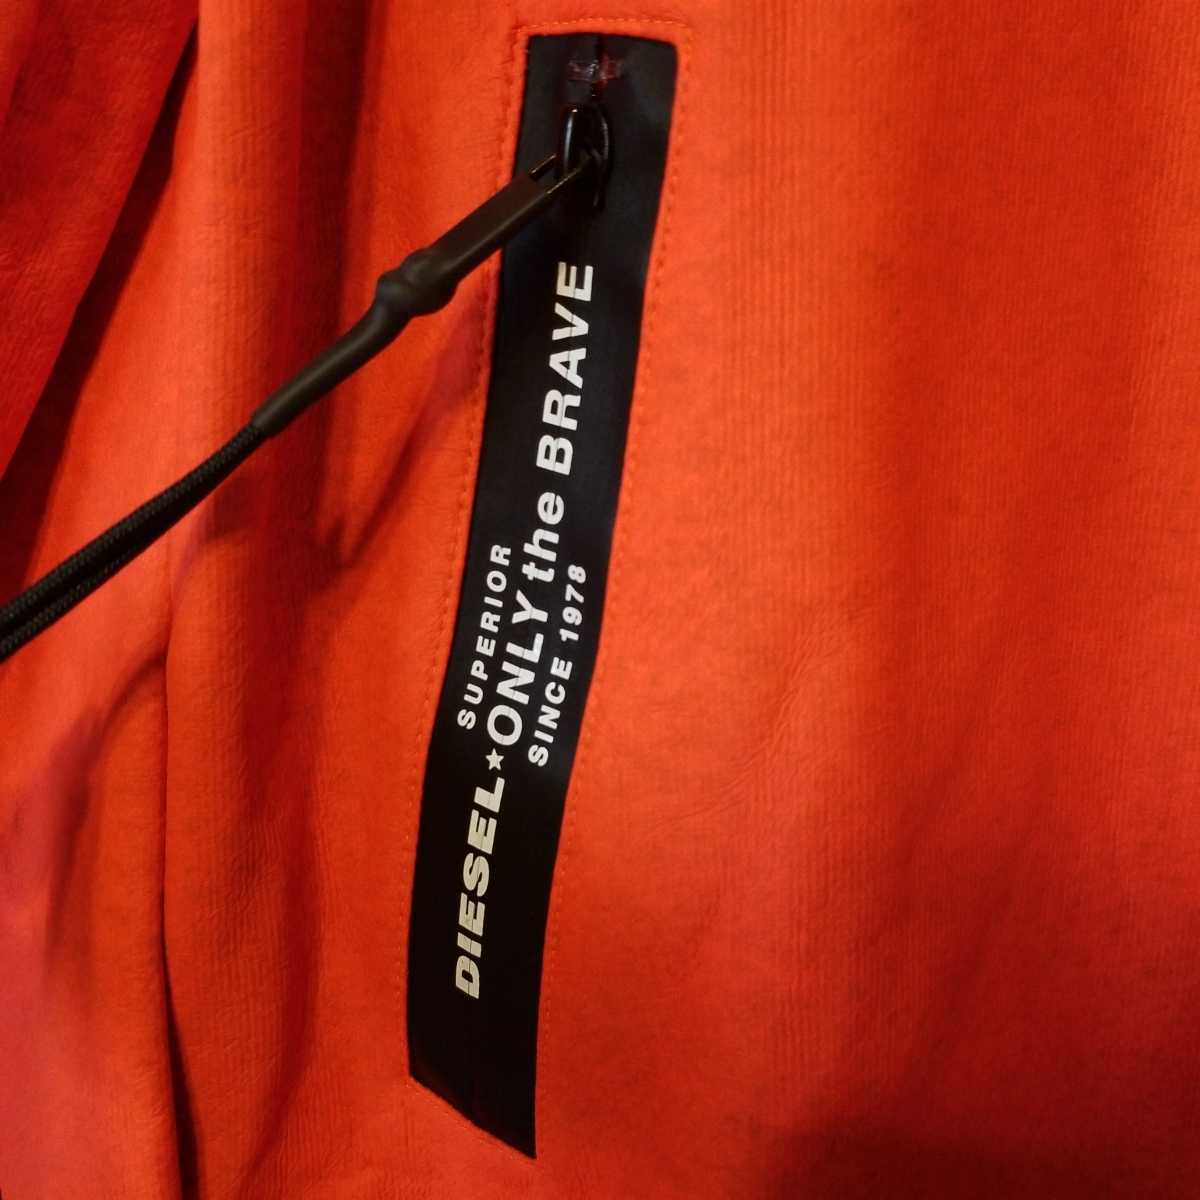 SUPERIOR
DIESEL★ONLY the BRAVE
SINCE 1978